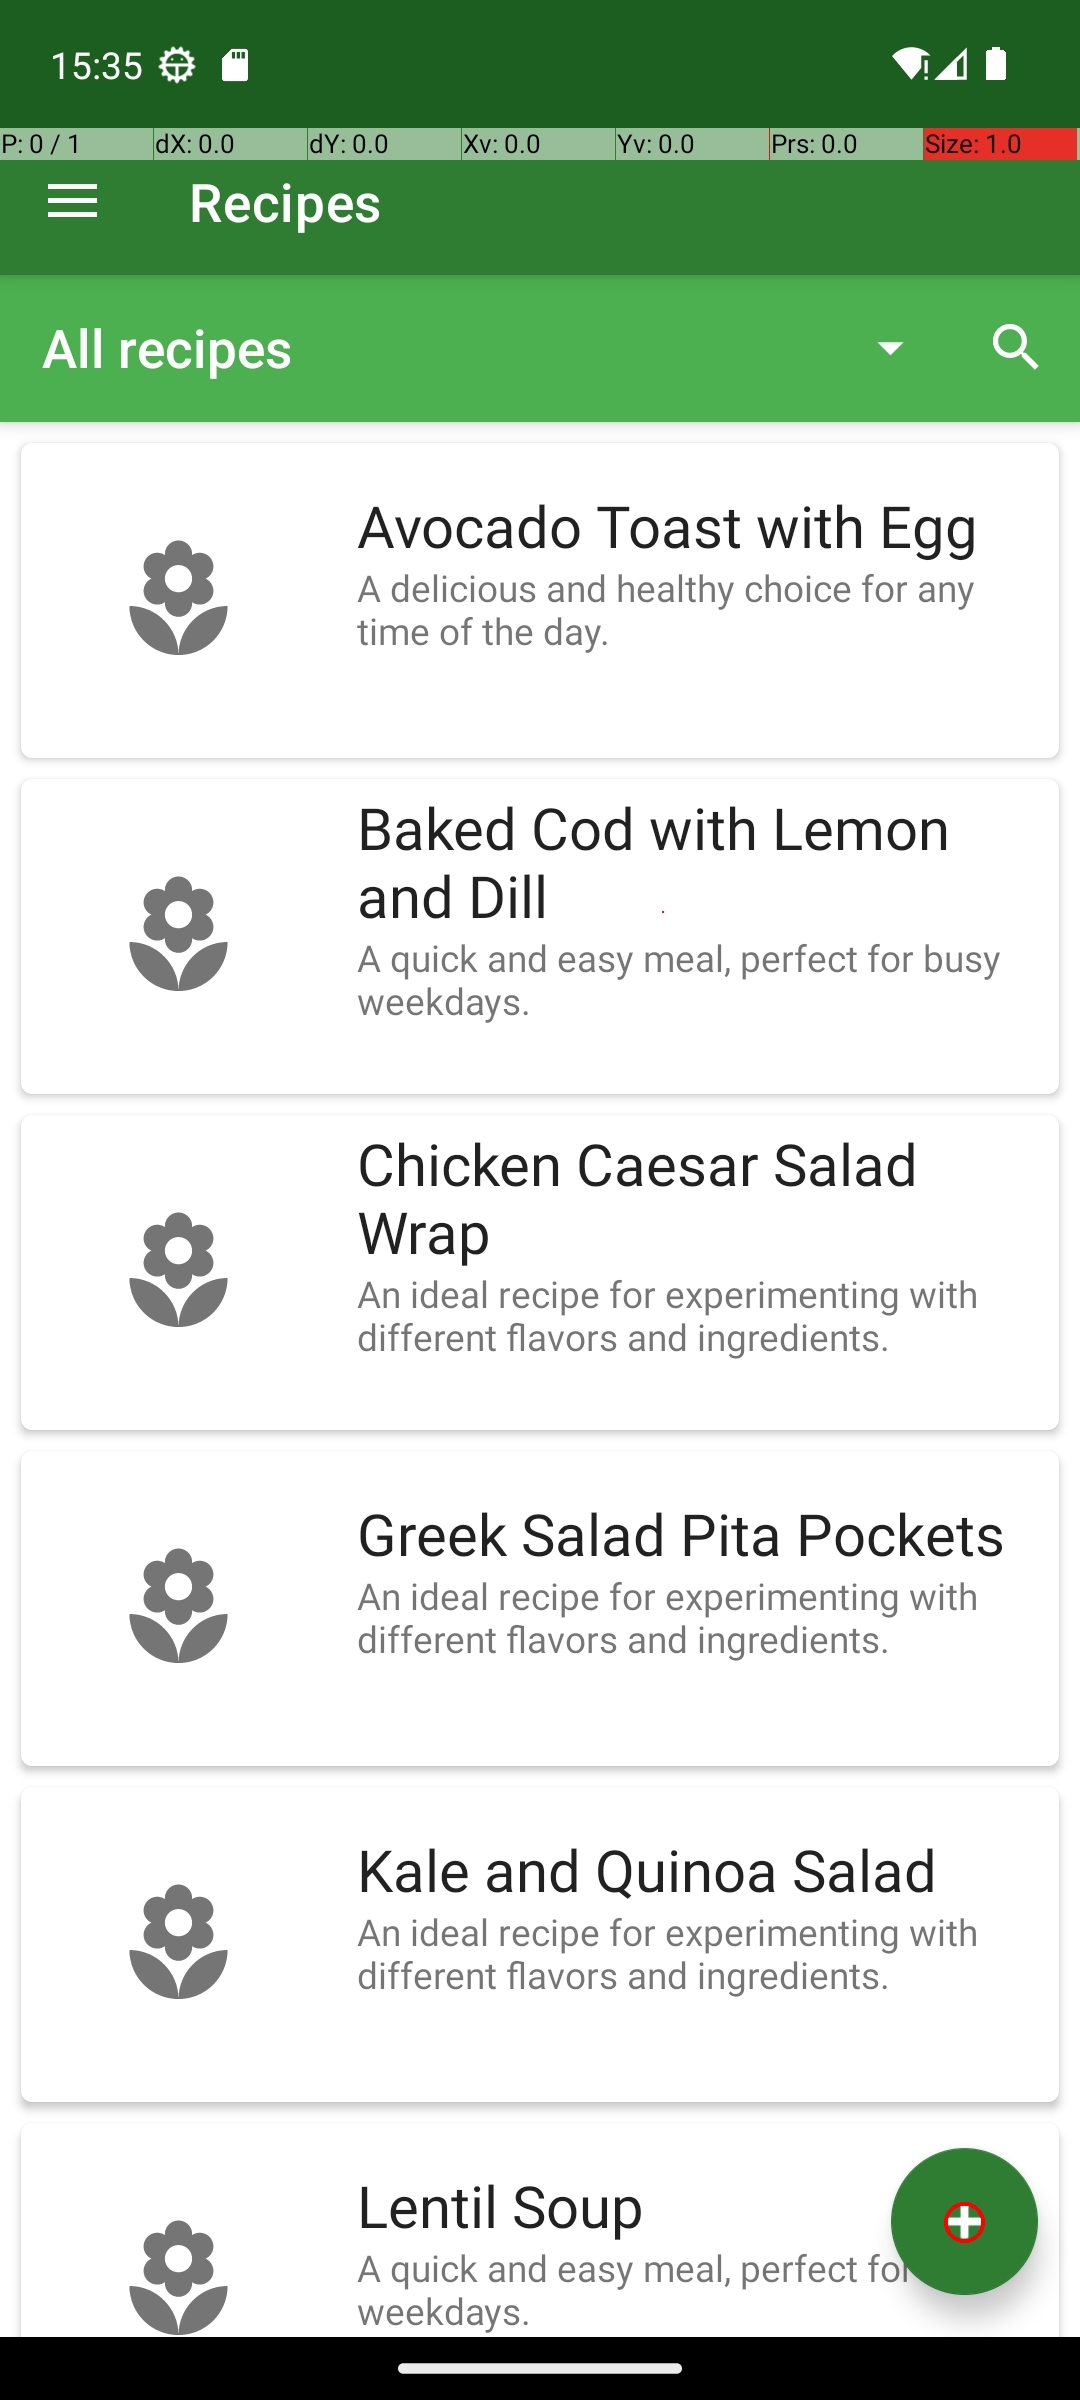 15:35
P: 0 / 1 dX: 0.0 dY: 0.0 Xv: 0.0 Yv: 0.0 Prs: 0.0 Size: 1.0
Recipes
All recipes
Avocado Toast with Egg
A delicious and healthy choice for any
time of the day.
Baked Cod with Lemon
and Dill
A quick and easy meal, perfect for busy
weekdays.
Chicken Caesar Salad
Wrap
An ideal recipe for experimenting with
different flavors and ingredients.
Greek Salad Pita Pockets
An ideal recipe for experimenting with
different flavors and ingredients.
Kale and Quinoa Salad
An ideal recipe for experimenting with
different flavors and ingredients.
Lentil Soup
A quick and easy meal, perfect for
weekdays.